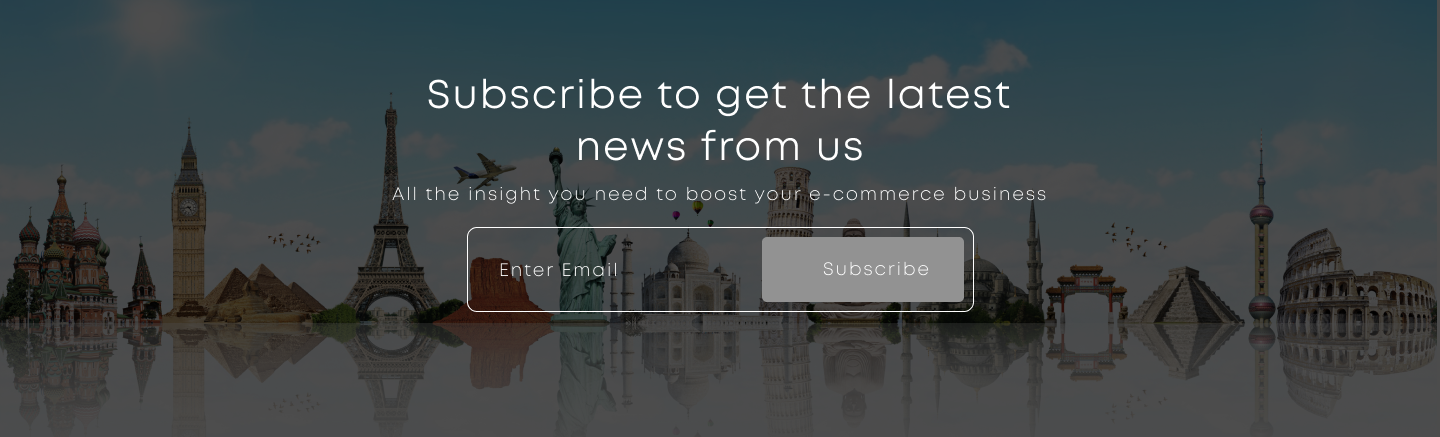 Subscribe to get the latest
news from us
All the insight you need to boost your e-commerce business
Enter Email
Subscribe